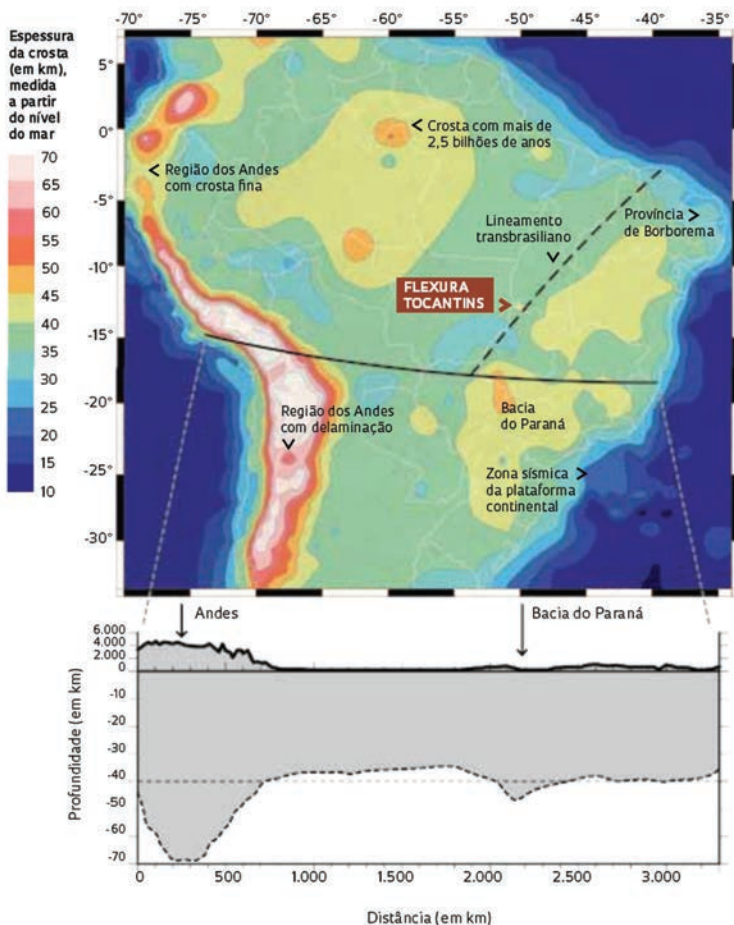 -70° -75° -70° -65° -60° -55° -50° -45° -40° -35°
Espessura
da crosta
(em km),
medida
a partir
do nível
do mar
70
65
60
55
50
45
40
35
30
25
20
15
10
5°
0°
-5°
-10°
-15°
-20°
-25°
-30°
Crosta com mais de
2,5 bilhões de anos
Região dos Andes
com crosta fina
Lineamento
transbrasiliano
Província
de Borborema
FLEXURA
TOCANTINS
Região dos Andes
com delaminação
Bacia
do Paraná
Zona sísmica
da plataforma
continental
Andes
Bacia do Paraná
Profundidade (em km)
6.000
4.000
2.000
0
-10
-20
-30
-40
-50
-60
-70
0 500 1.000 1.500 2.000 2.500 3.000
Distância (em km)